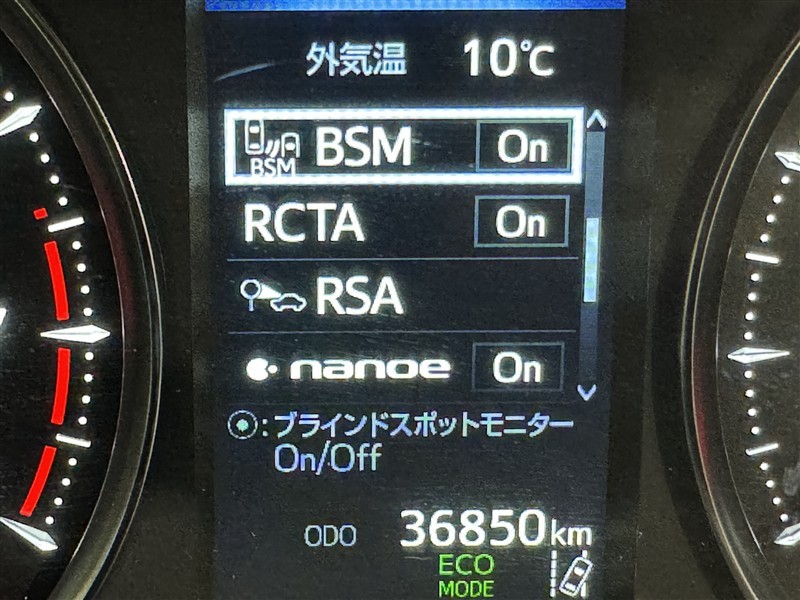 外気温 10℃
BSM BSM On
RCTA On
RSA
nanoe On
⦿: ブラインドスポットモニター
On/Off
ODO 36850km
ECO
MODE